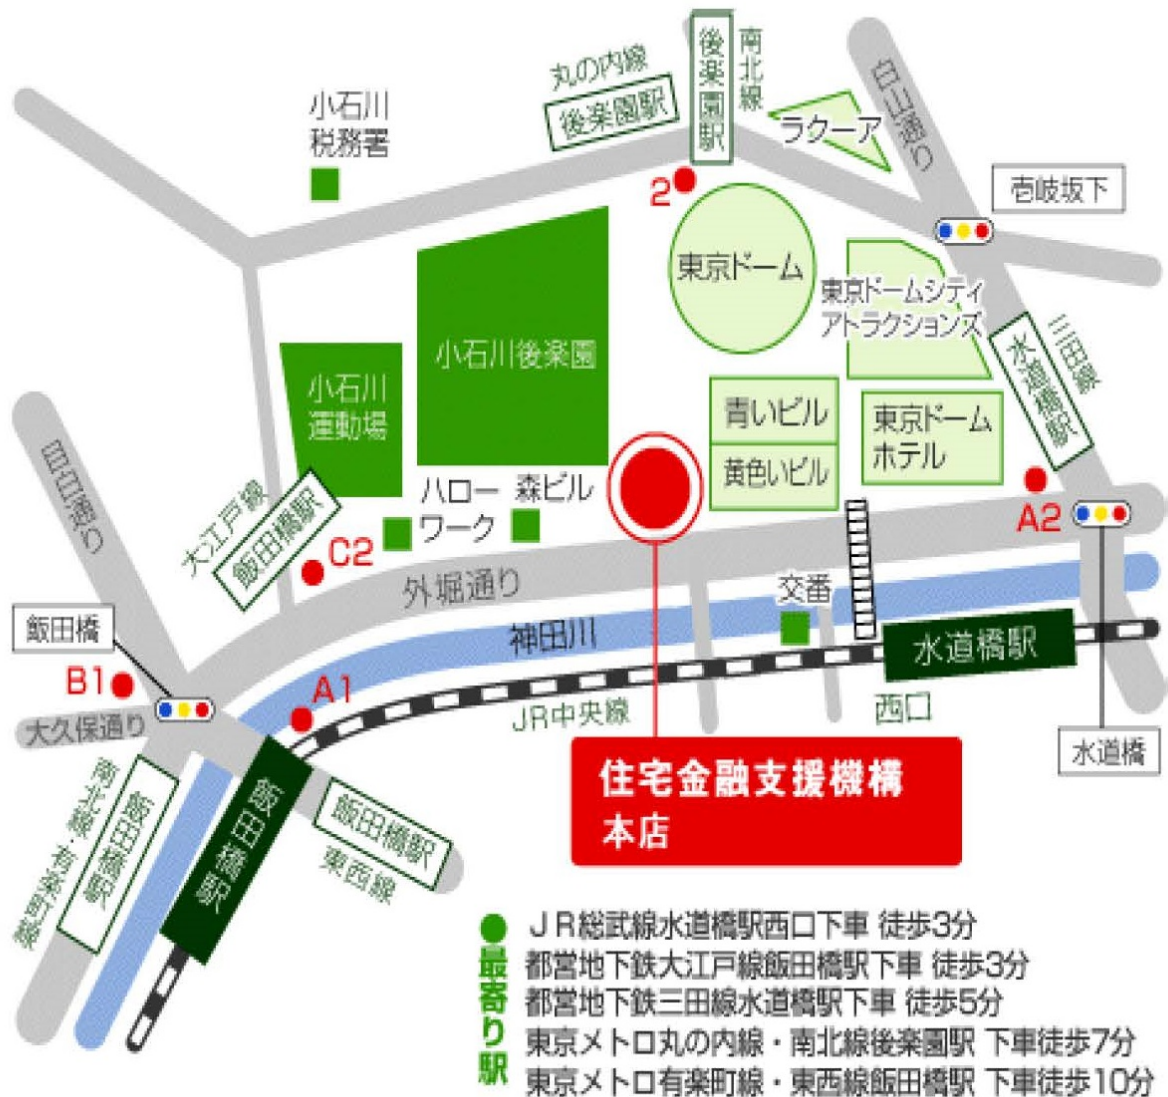 南北線
後楽園駅
丸の内線
後楽園駅
ラクーア
白山通り
小石川
税務署
2
壱岐坂下
東京ドーム
東京ドームシティ
アトラクションズ
三田線
水道橋駅
小石川後楽園
小石川
運動場
青いビル
黄色いビル
東京ドーム
ホテル
目白通り
大江戸線
飯田橋駅
ハロー
ワーク
森ビル
C2
A2
外堀通り
交番
神田川
飯田橋
水道橋駅
B1
A1
大久保通り
JR中央線
西口
水道橋
南北線・有楽町線
飯田橋駅
飯田橋駅
飯田橋駅
東西線
住宅金融支援機構
本店
最寄り駅
JR総武線水道橋駅西口下車 徒歩3分
都営地下鉄大江戸線飯田橋駅下車 徒歩3分
都営地下鉄三田線水道橋駅下車 徒歩5分
東京メトロ丸の内線・南北線後楽園駅 下車徒歩7分
東京メトロ有楽町線・東西線飯田橋駅 下車徒歩10分